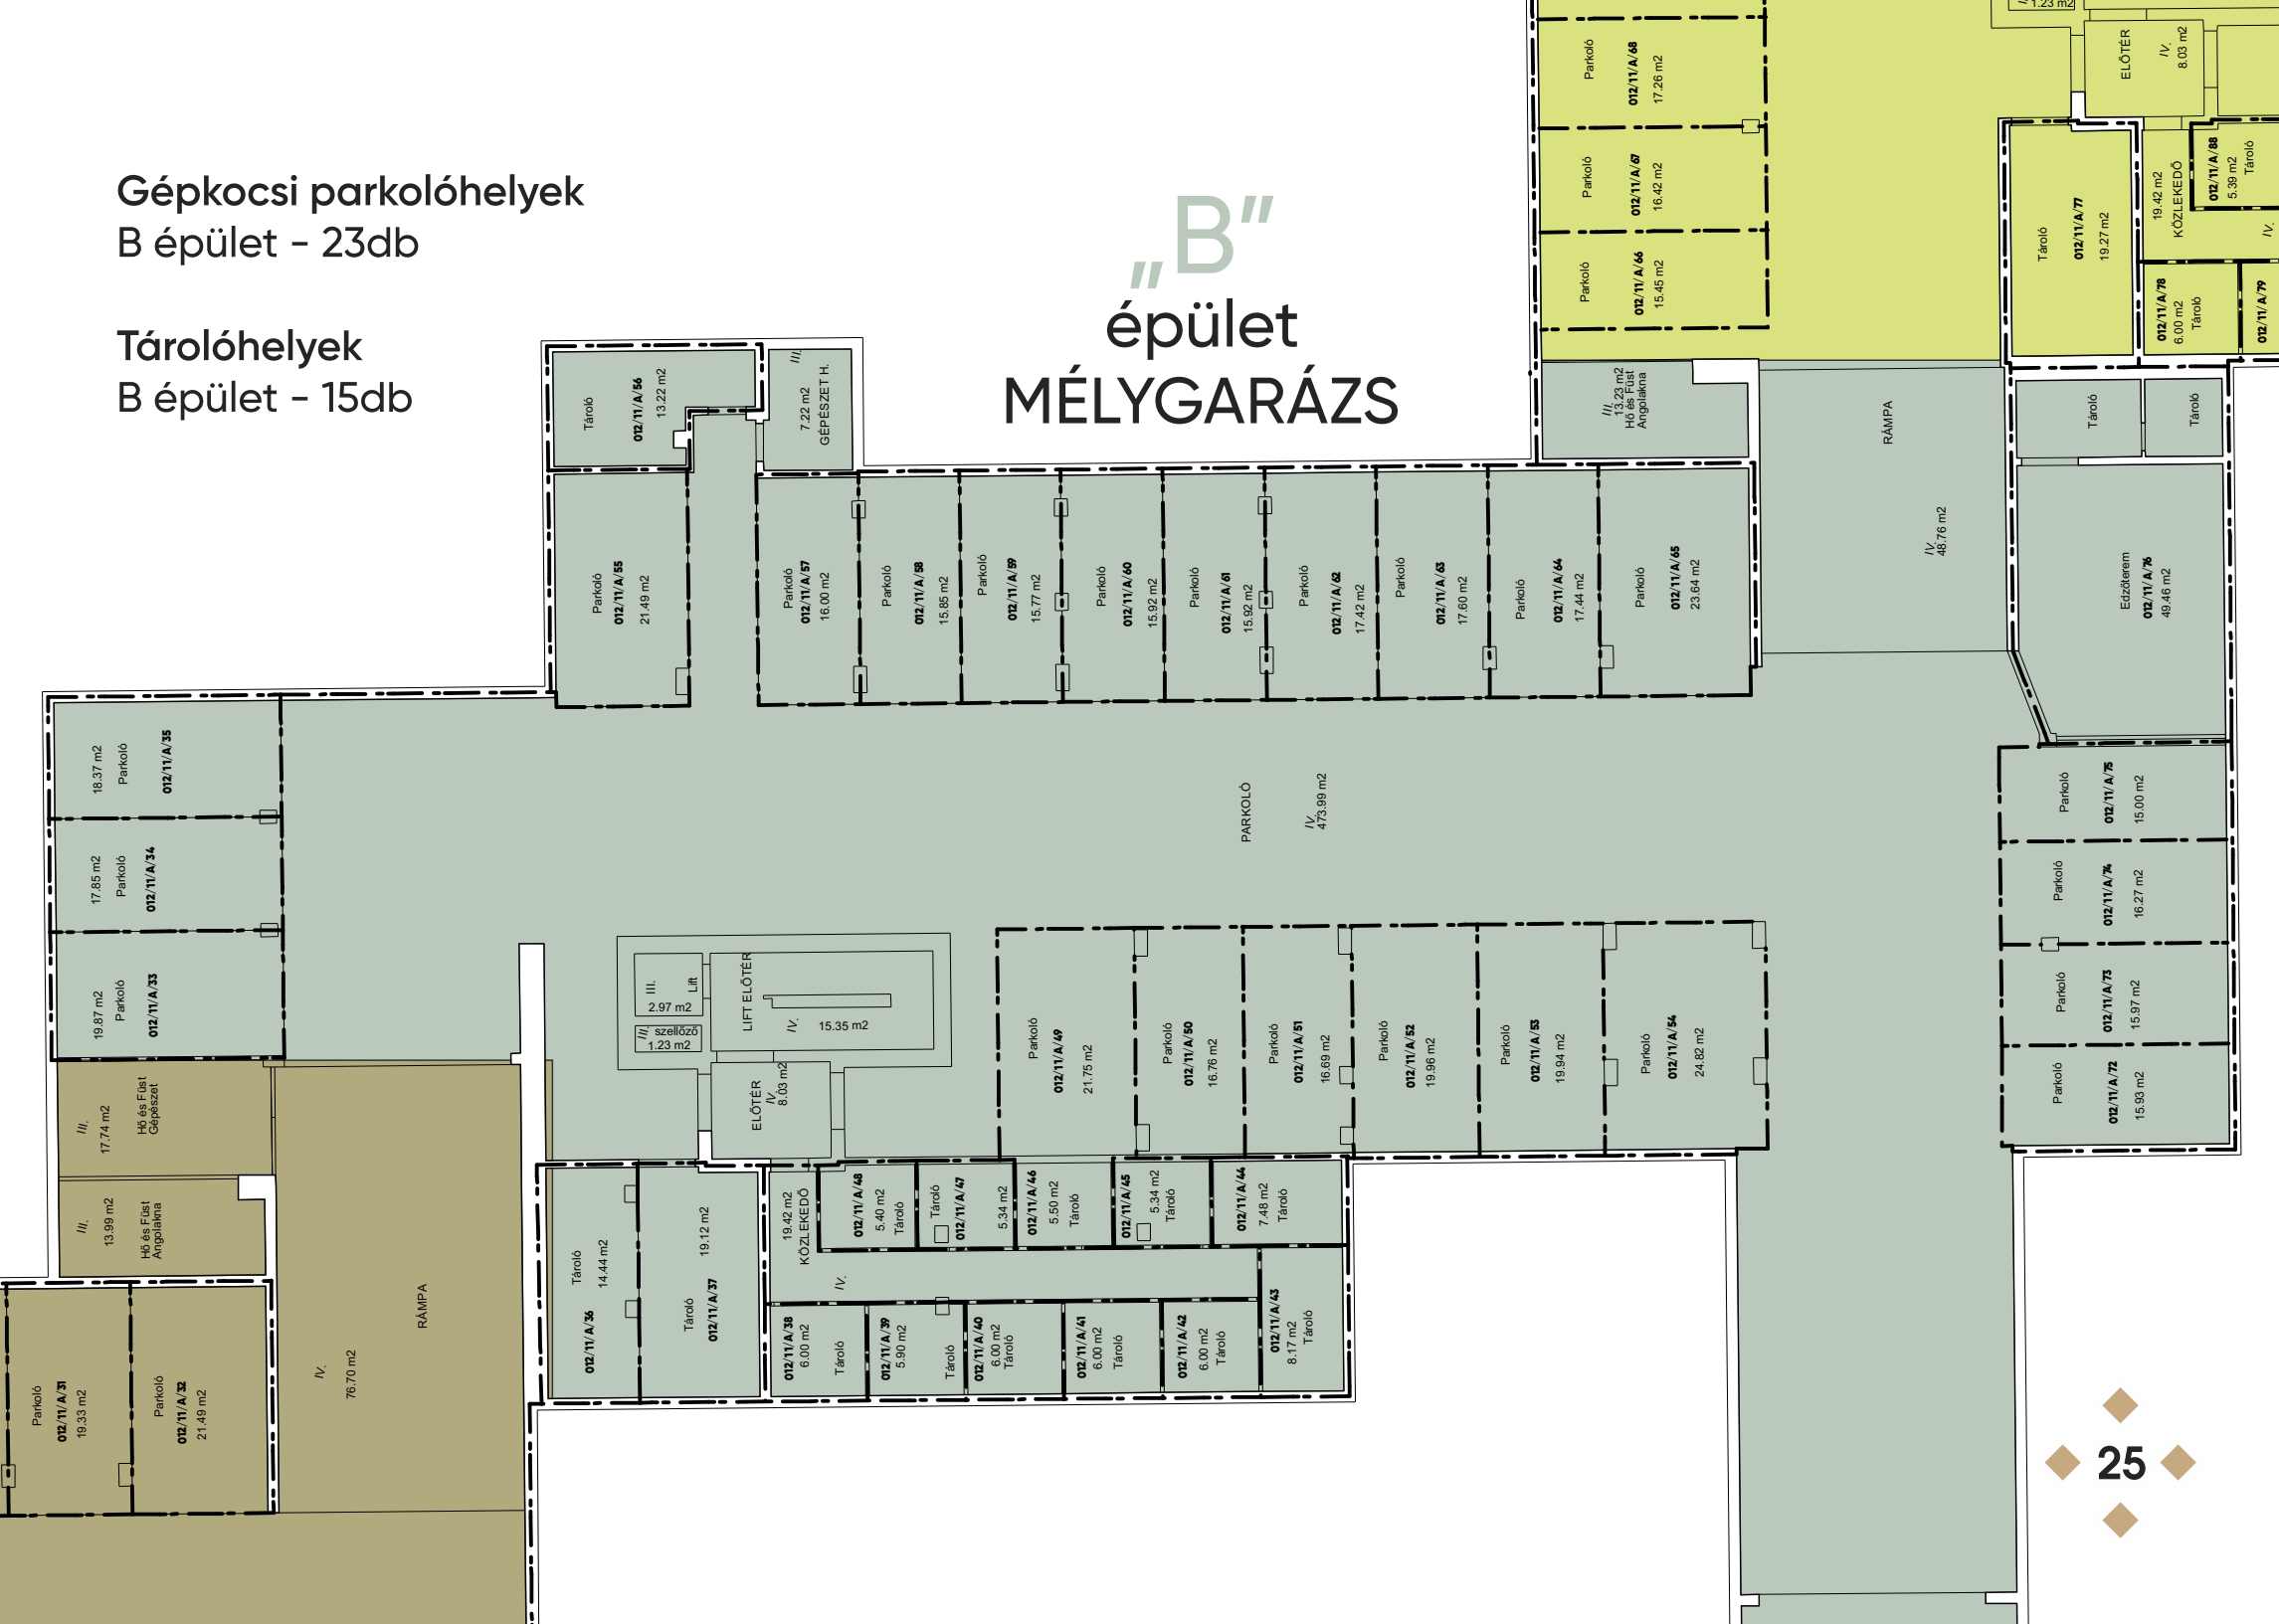 Gépkocsi parkolóhelyek
B épület - 23db
Tárolóhelyek
B épület - 15db
„B”
épület
MÉLYGARÁZS
Parkoló
012/11/A/68
17.26 m2
Parkoló
012/11/A/67
16.42 m2
Parkoló
012/11/A/66
15.45 m2
1.23 m2
ELŐTÉR
IV.
8.03 m2
Tároló
012/11/A/77
19.27 m2
19.42 m2
KÖZLEKEDŐ
IV.
012/11/A/88
5.39 m2
Tároló
012/11/A/78
6.00 m2
Tároló
012/11/A/79
Tároló
012/11/A/56
13.22 m2
III.
7.22 m2
GÉPÉSZET H.
III.
13.23 m2
Hő és Füst
Angolakna
RÁMPA
IV.
48.76 m2
Tároló
Tároló
Edzőterem
012/11/A/76
49.46 m2
Parkoló
012/11/A/55
21.49 m2
Parkoló
012/11/A/57
16.00 m2
Parkoló
012/11/A/58
15.85 m2
Parkoló
012/11/A/59
15.77 m2
Parkoló
012/11/A/60
15.92 m2
Parkoló
012/11/A/61
15.92 m2
Parkoló
012/11/A/62
17.42 m2
Parkoló
012/11/A/63
17.60 m2
Parkoló
012/11/A/64
17.44 m2
Parkoló
012/11/A/65
23.64 m2
18.37 m2
Parkoló
012/11/A/35
17.85 m2
Parkoló
012/11/A/34
19.87 m2
Parkoló
012/11/A/33
PARKOLÓ
IV.
473.99 m2
Parkoló
012/11/A/75
15.00 m2
Parkoló
012/11/A/74
16.27 m2
Parkoló
012/11/A/73
15.97 m2
Parkoló
012/11/A/72
15.93 m2
III.
Lift
2.97 m2
III. szellőző
1.23 m2
LIFT ELŐTÉR
IV.
15.35 m2
ELŐTÉR
IV.
8.03 m2
Parkoló
012/11/A/49
21.75 m2
Parkoló
012/11/A/50
16.76 m2
Parkoló
012/11/A/51
16.69 m2
Parkoló
012/11/A/52
19.96 m2
Parkoló
012/11/A/53
19.94 m2
Parkoló
012/11/A/54
24.82 m2
III.
17.74 m2
Hő és Füst
Gépészet
III.
13.99 m2
Hő és Füst
Angolakna
RÁMPA
IV.
76.70 m2
Parkoló
012/11/A/31
19.33 m2
Parkoló
012/11/A/32
21.49 m2
Tároló
14.44 m2
012/11/A/36
19.12 m2
Tároló
012/11/A/37
19.42 m2
KÖZLEKEDŐ
IV.
012/11/A/48
5.40 m2
Tároló
Tároló
012/11/A/47
5.34 m2
012/11/A/46
5.50 m2
Tároló
012/11/A/45
5.34 m2
Tároló
012/11/A/44
7.48 m2
Tároló
012/11/A/38
6.00 m2
Tároló
012/11/A/39
5.90 m2
Tároló
012/11/A/40
6.00 m2
Tároló
012/11/A/41
6.00 m2
Tároló
012/11/A/42
6.00 m2
Tároló
012/11/A/43
8.17 m2
Tároló
25